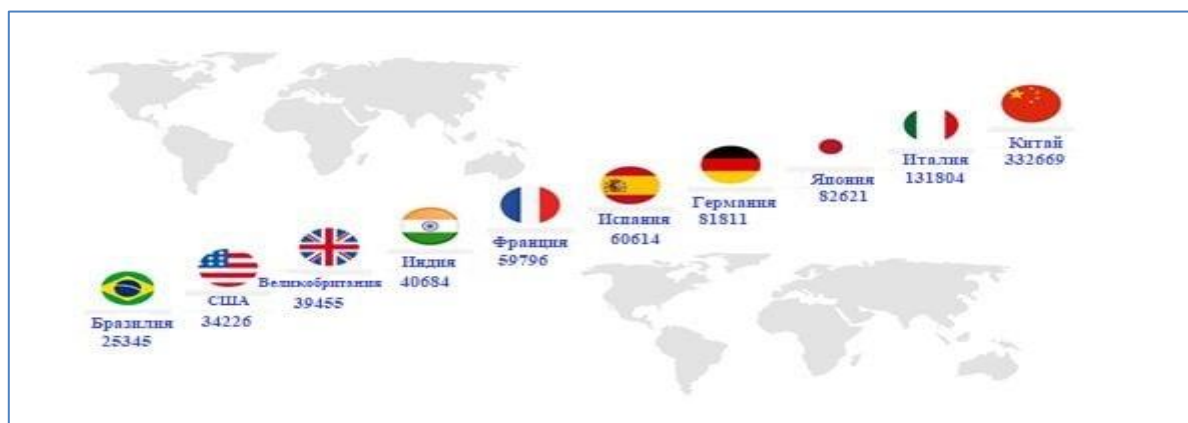 Бразилия
25345
США
34226
Великобритания
39455
Индия
40684
Франция
59796
Испания
60614
Германия
81811
Япония
82621
Италия
131804
Китай
332669